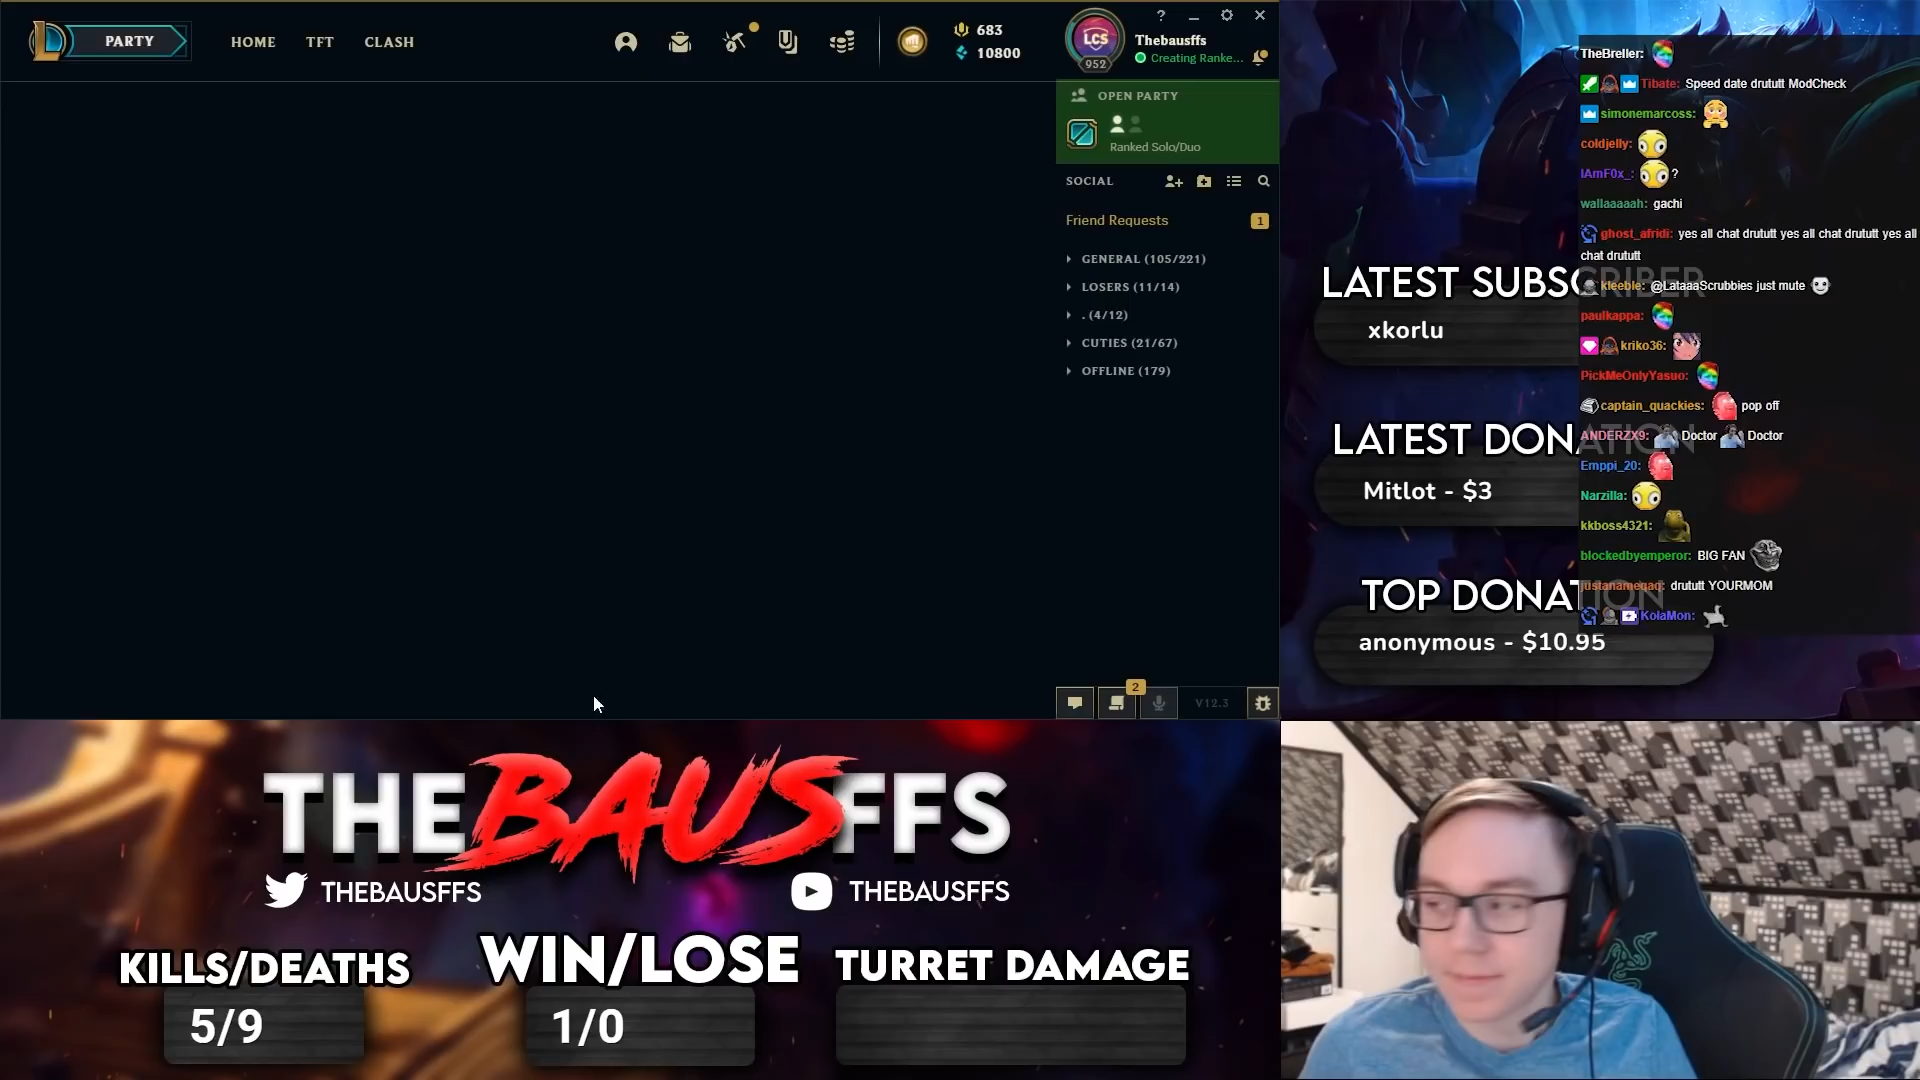 PARTY
HOME
TFT
CLASH
683
10800
?
LCS
952
Thebausffs
Creating Ranke...
OPEN PARTY
Ranked Solo/Duo
SOCIAL
Friend Requests
1
GENERAL (105/221)
LOSERS (11/14)
. (4/12)
CUTIES (21/67)
OFFLINE (179)
2
V12.3
LATEST SUBSCRIBER
xkorlu
LATEST DONATION
Mitlot - $3
TOP DONATION
anonymous - $10.95
TheBreller:
Tibate: Speed date drututt ModCheck
simonemarcoss:
coldjelly:
IAmF0x_: ?
wallaaaaah: gachi
ghost_afridi: yes all chat drututt yes all chat drututt yes all
chat drututt
kleeble: @LataaaScrubbies just mute
paulkappa:
kriko36:
PickMeOnlyYasuo:
captain_quackies: pop off
ANDERZX9: Doctor Doctor
Emppi_20:
Narzilla:
kkboss4321:
blockedbyemperor: BIG FAN
justanameqaq: drututt YOURMOM
KolaMon:
THEBAUSFFS
THEBAUSFFS
THEBAUSFFS
KILLS/DEATHS
5/9
WIN/LOSE
1/0
TURRET DAMAGE